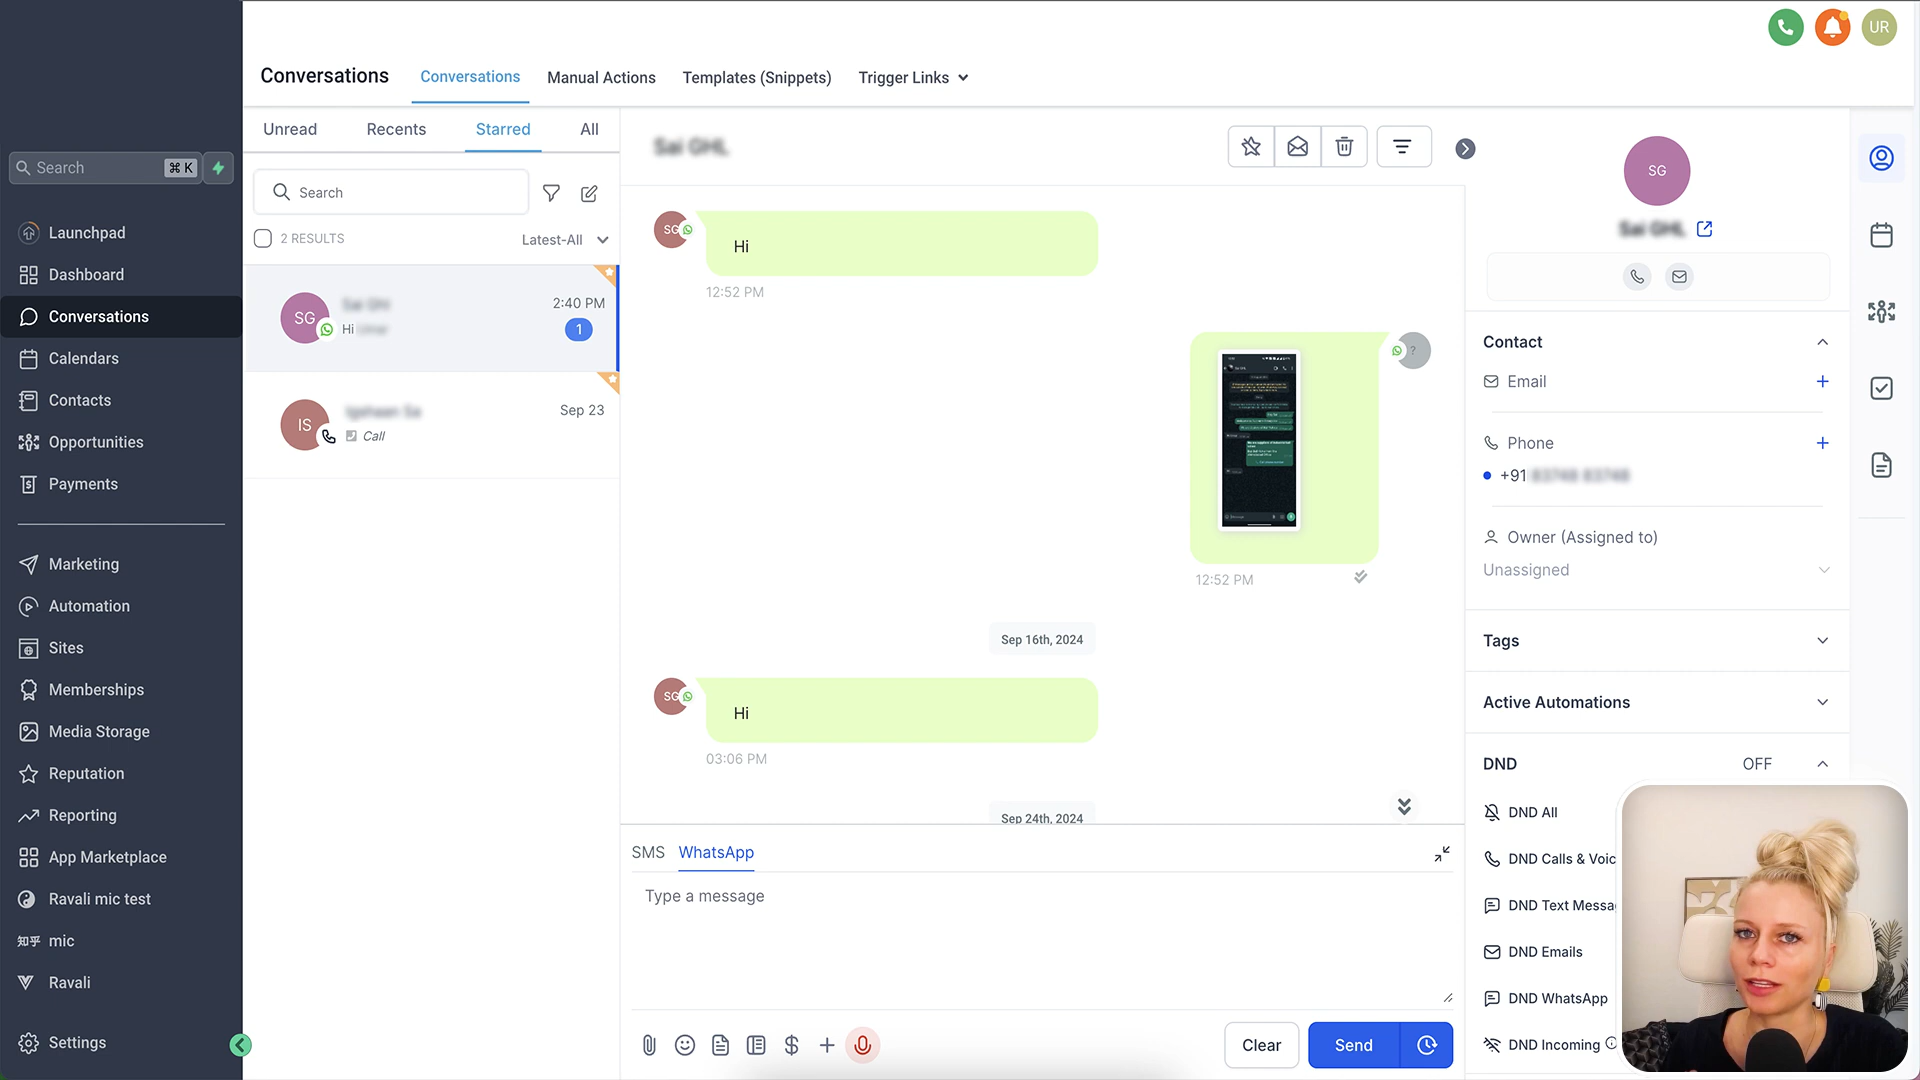 UR
Conversations
Conversations
Manual Actions
Templates (Snippets)
Trigger Links
Search
⌘ K
Launchpad
Dashboard
Conversations
Calendars
Contacts
Opportunities
Payments
Marketing
Automation
Sites
Memberships
Media Storage
Reputation
Reporting
App Marketplace
Ravali mic test
知乎 mic
Ravali
Settings
Unread
Recents
Starred
All
Search
2 RESULTS
Latest-All
SG
2:40 PM
Hi
1
IS
Sep 23
Call
SG
Hi
12:52 PM
?
12:52 PM
Sep 16th, 2024
SG
Hi
03:06 PM
Sep 24th, 2024
SMS
WhatsApp
Type a message
$
Clear
Send
SG
Contact
Email
Phone
+91
Owner (Assigned to)
Unassigned
Tags
Active Automations
DND
OFF
DND All
DND Calls & Voic
DND Text Messa
DND Emails
DND WhatsApp
DND Incoming